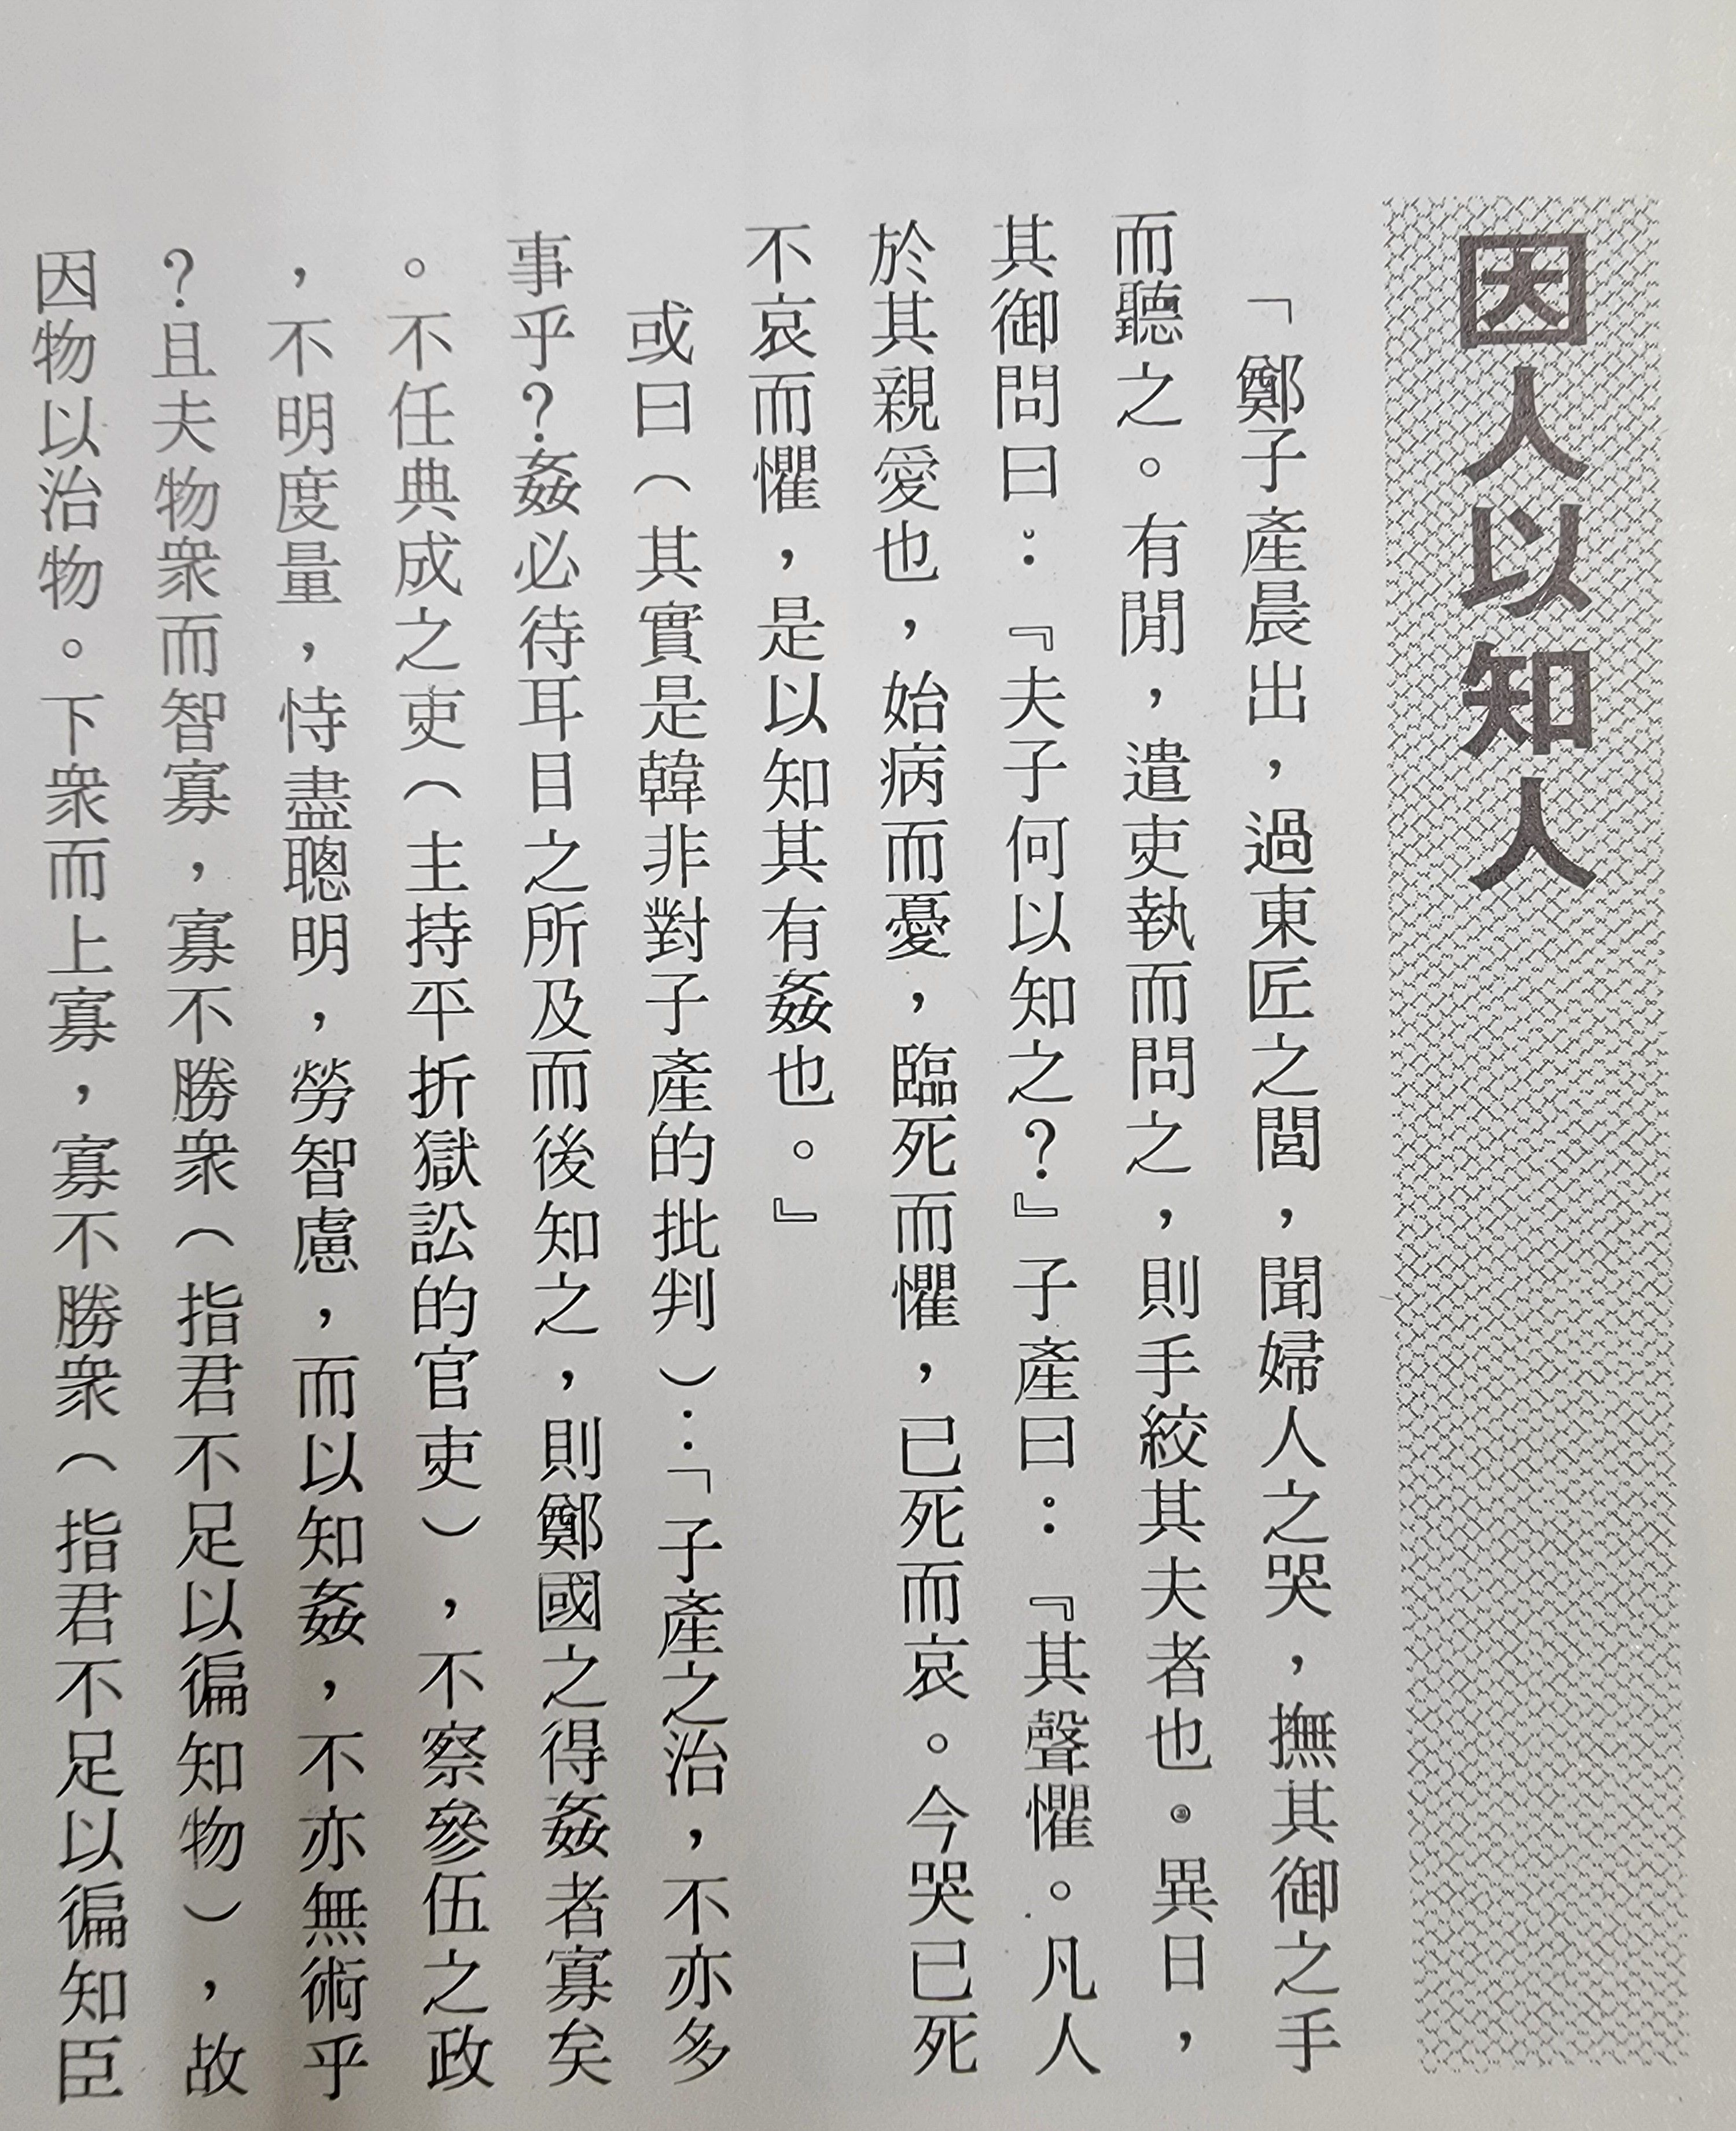 因人以知人
「鄭子產晨出，過東匠之閭，聞婦人之哭，撫其御之手
而聽之。有閒，遣吏執而問之，則手絞其夫者也。異日，
其御問曰：『夫子何以知之？』子產曰：『其聲懼。凡人
於其親愛也，始病而憂，臨死而懼，已死而哀。今哭已死
不哀而懼，是以知其有姦也。』
或曰（其實是韓非對子產的批判）：「子產之治，不亦多
事乎？姦必待耳目之所及而後知之，則鄭國之得姦者寡矣
。不任典成之吏（主持平折獄訟的官吏），不察參伍之政
，不明度量，恃盡聰明，勞智慮，而以知姦，不亦無術乎
？且夫物衆而智寡，寡不勝衆（指君不足以徧知物），故
因物以治物。下衆而上寡，寡不勝衆（指君不足以徧知臣